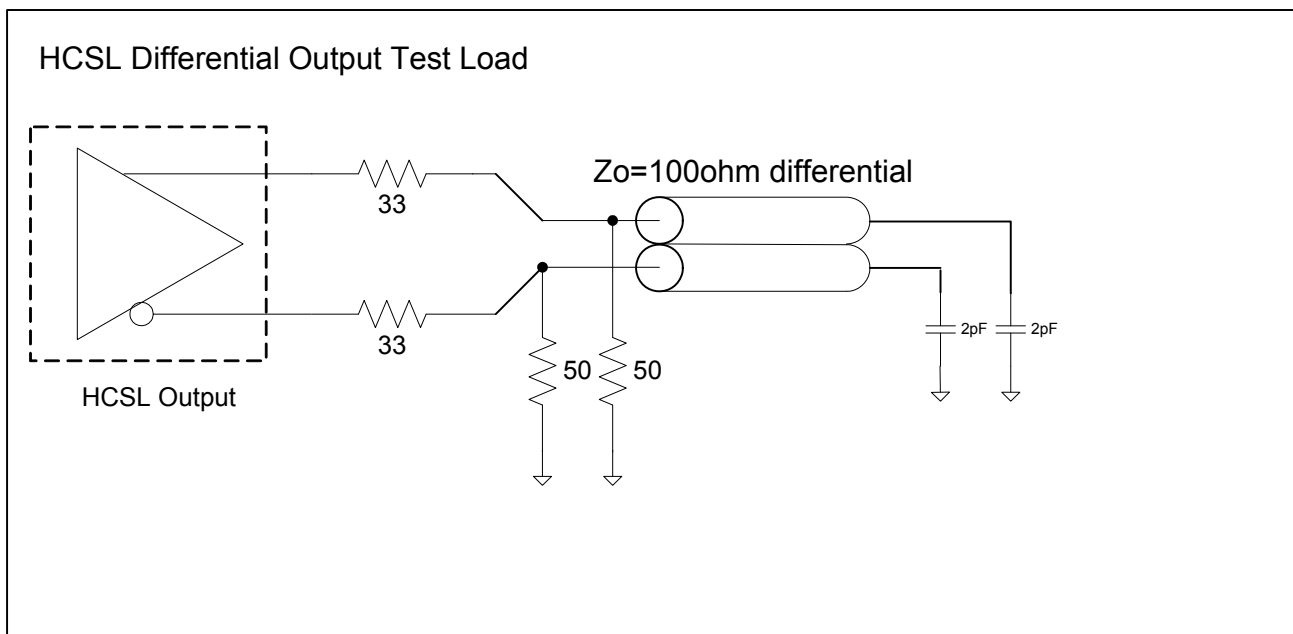 HCSL Differential Output Test Load
Zo=100ohm differential
33
33
2pF
2pF
50
50
HCSL Output